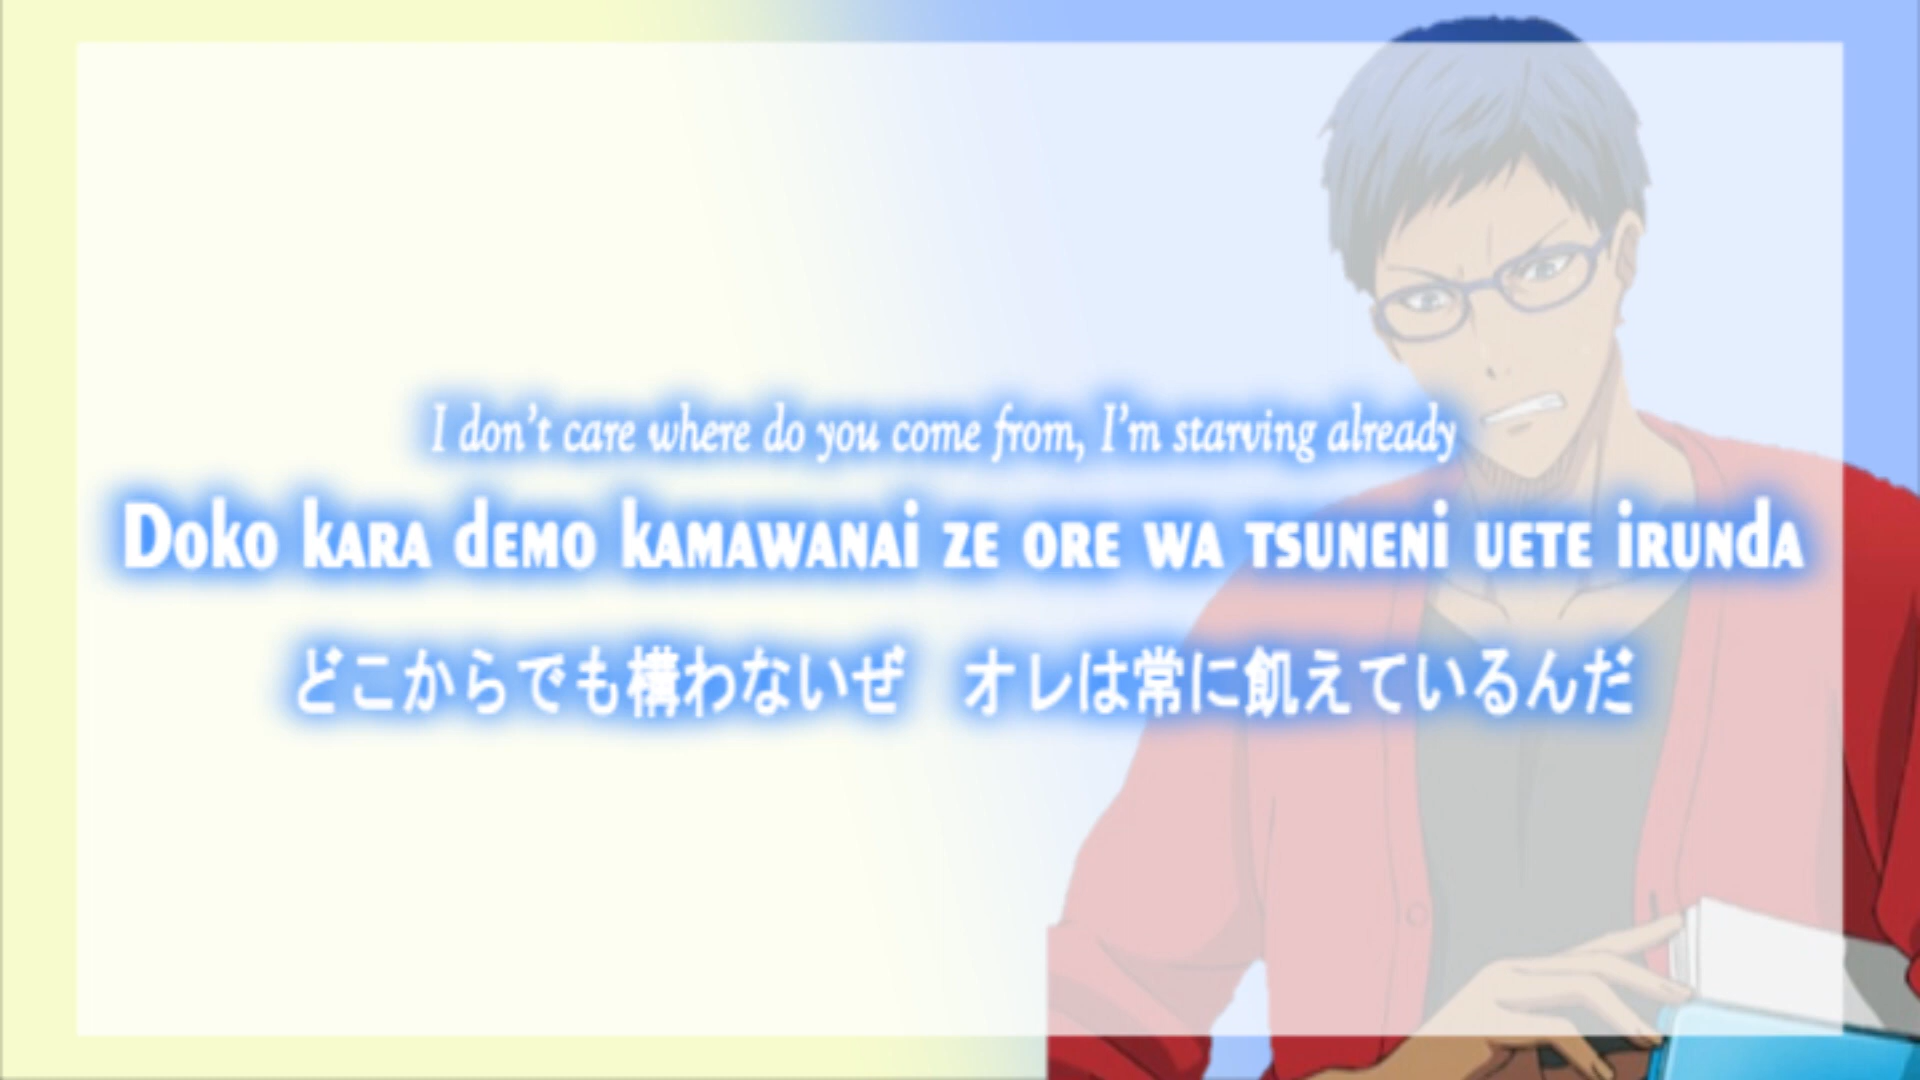 I don't care where do you come from, I'm starving already
Doko kara demo kamawanai ze ore wa tsuneni uete irunda
どこからでも構わないぜ　オレは常に飢えているんだ